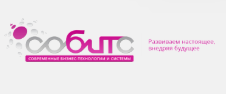 собитс
СОВРЕМЕННЫЕ БИЗНЕС-ТЕХНОЛОГИИ И СИСТЕМЫ
Развиваем настоящее,
внедряя будущее